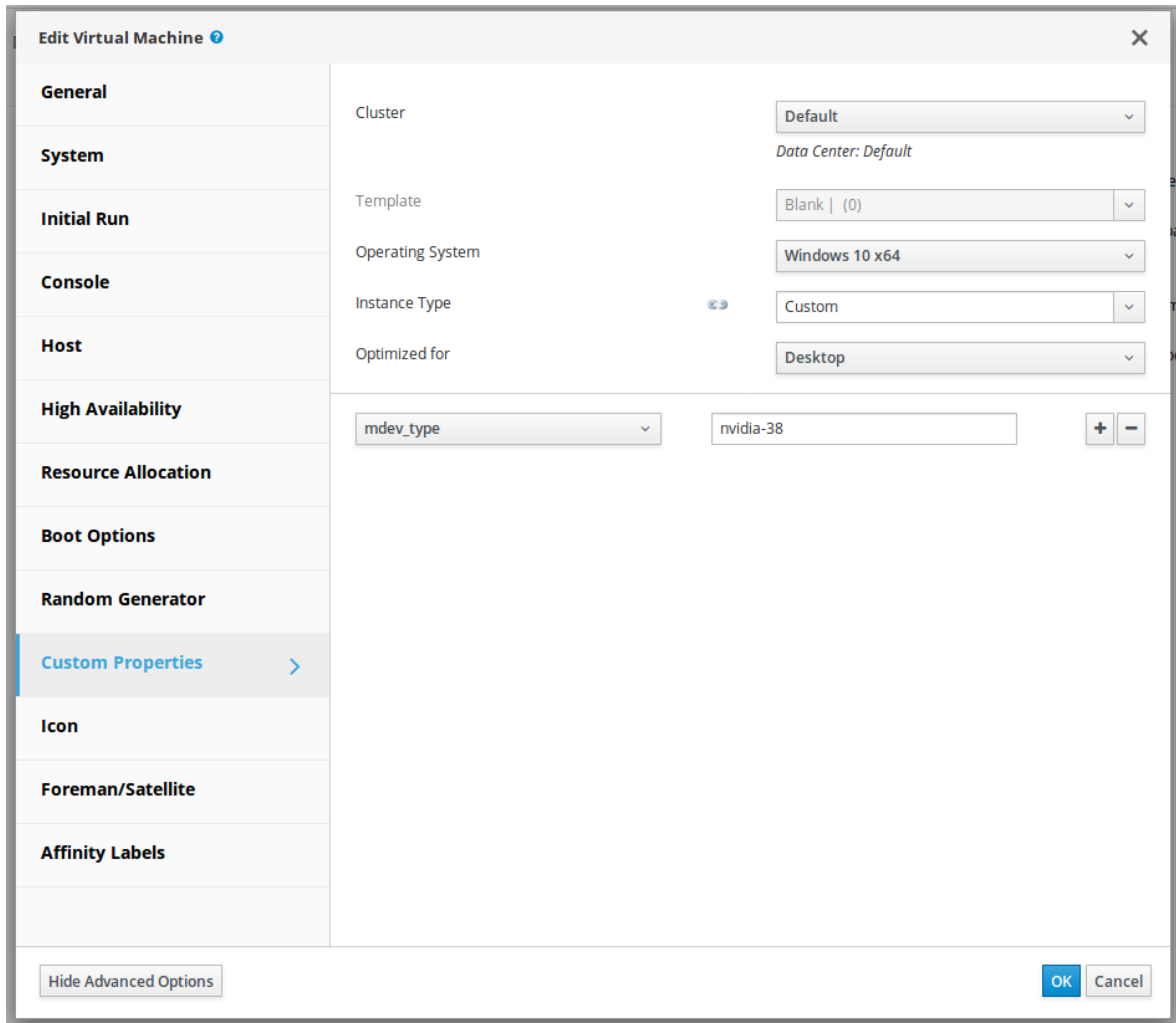 Edit Virtual Machine ?
General
System
Initial Run
Console
Host
High Availability
Resource Allocation
Boot Options
Random Generator
Custom Properties
Icon
Foreman/Satellite
Affinity Labels
Cluster Default
Data Center: Default
Template Blank | (0)
Operating System Windows 10 x64
Instance Type Custom
Optimized for Desktop
mdev_type nvidia-38 + −
Hide Advanced Options OK Cancel